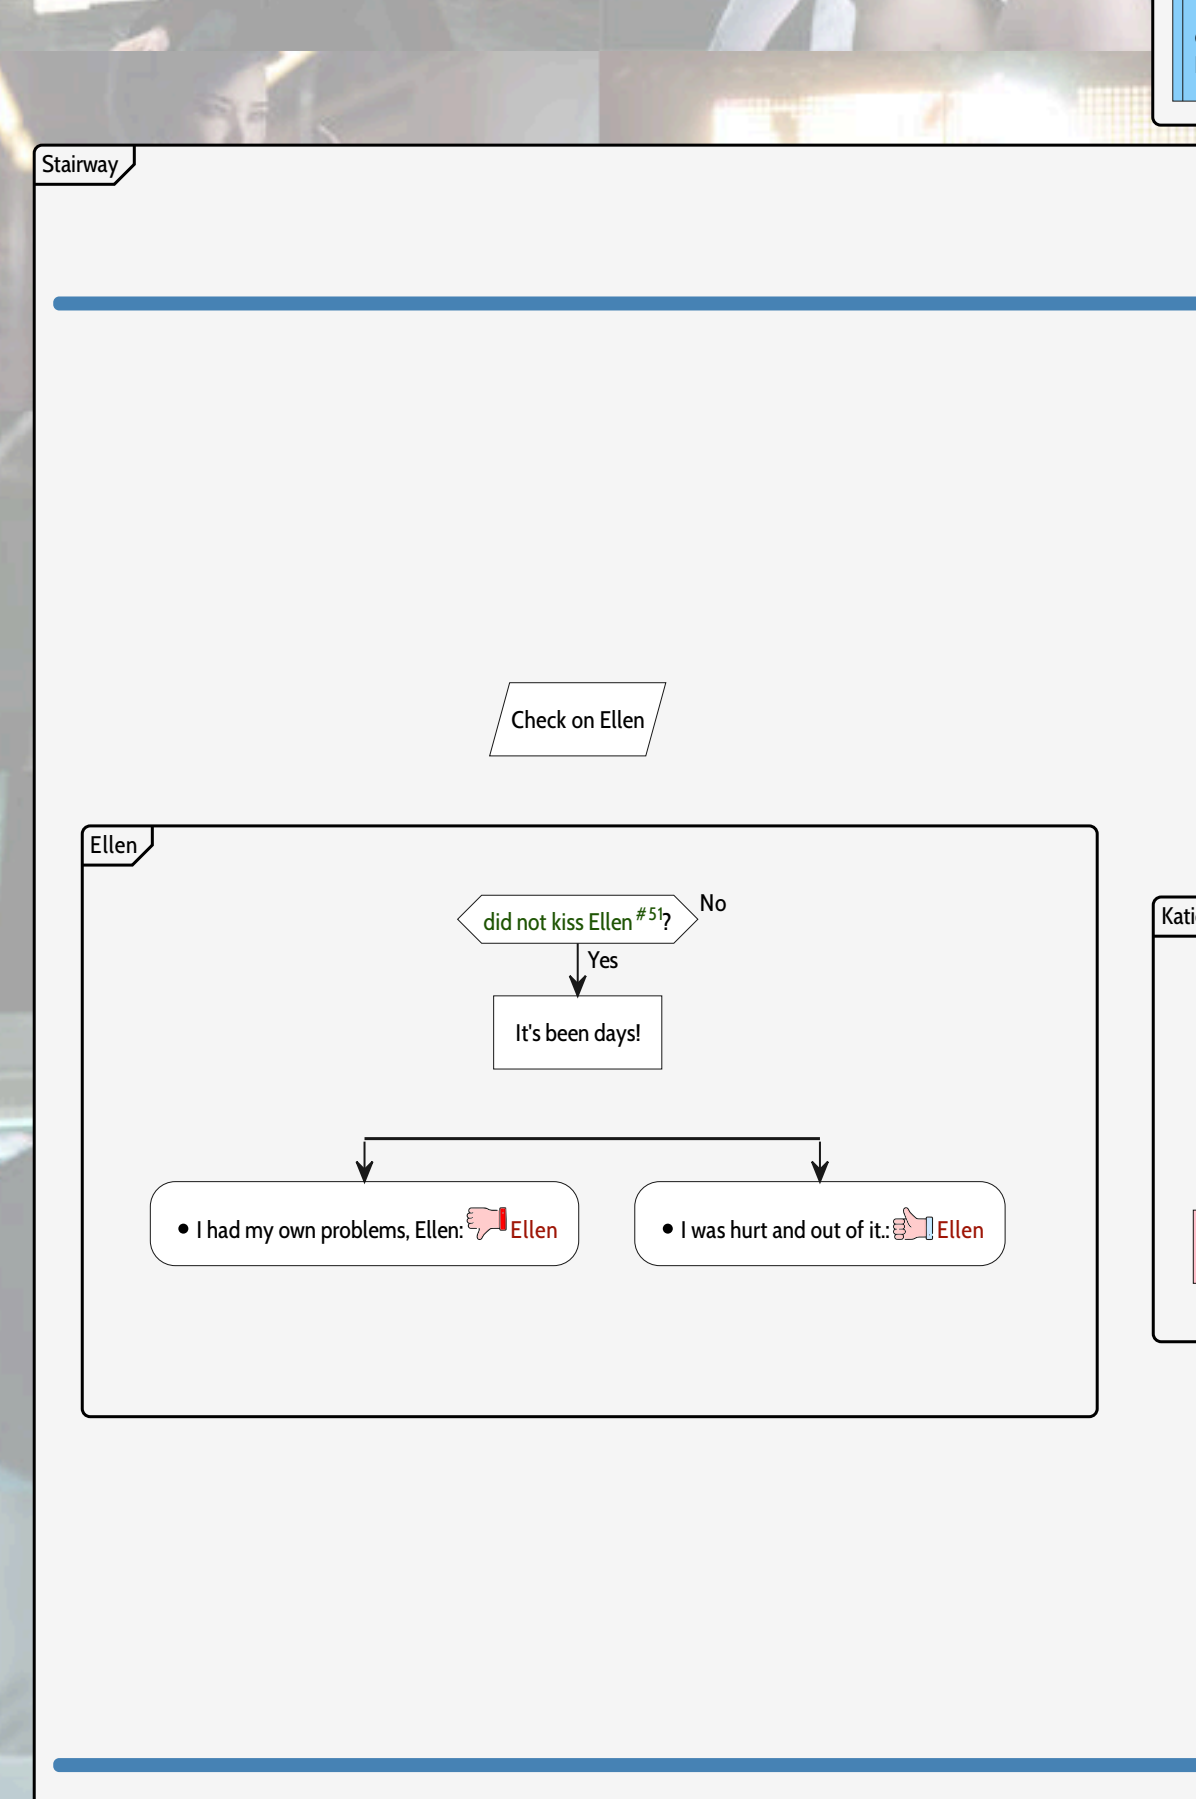 Stairway
Check on Ellen
Ellen
did not kiss Ellen #51?
No
Yes
It's been days!
• I had my own problems, Ellen: Ellen
• I was hurt and out of it.: Ellen